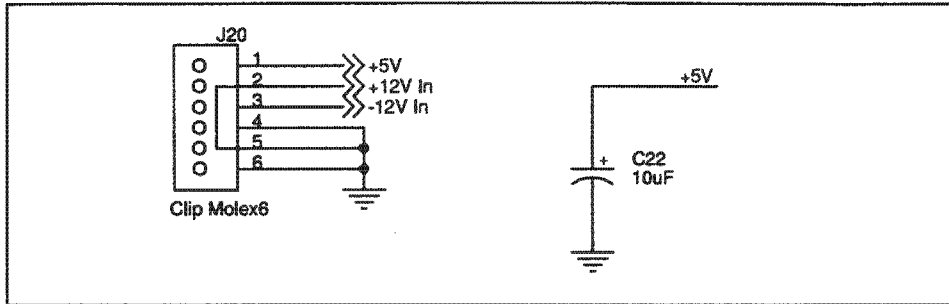 J20
1
+5V
2
+12V In
3
-12V In
4
5
6
Clip Molex6
+5V
+
C22
10uF